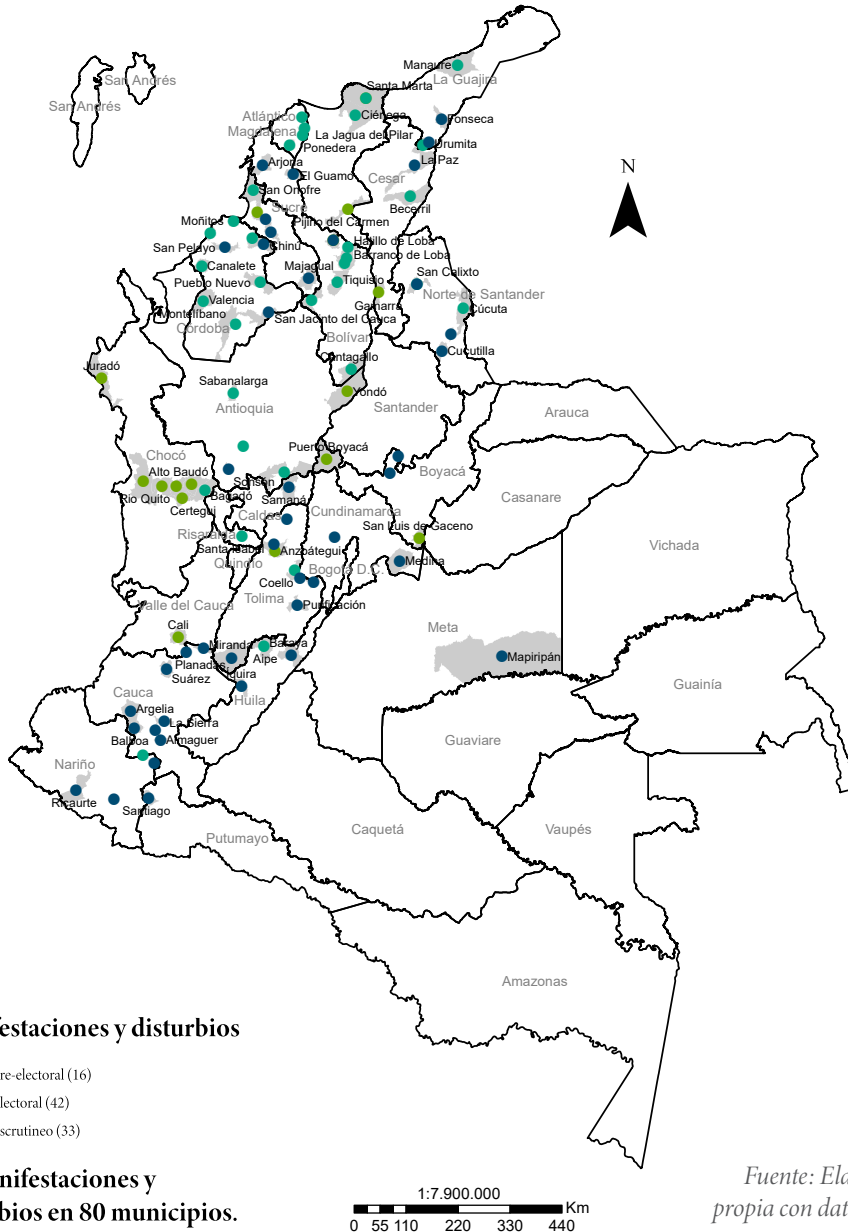 Manaure
La Guajira
San Andrés
San Andrés
Santa Marta
Ciénega
Fonseca
Atlántico
Magdalena
La Jagua del Pilar
Urumita
Ponedera
La Paz
Arjona
El Guamo
Cesar
San Onofre
Becerril
Sucre
Pijiño del Carmen
Moñitos
San Pelayo
Chinú
Hatillo de Loba
Barranco de Loba
Canalete
Majagual
San Calixto
Pueblo Nuevo
Tiquisio
Norte de Santander
Valencia
Gamarra
Cúcuta
Montelíbano
San Jacinto del Cauca
Córdoba
Bolívar
Cucutilla
Juradó
Cantagallo
Sabanalarga
Yondó
Antioquia
Santander
Arauca
Puerto Boyacá
Chocó
Alto Baudó
Boyacá
Sonsón
Rio Quito
Bagadó
Samaná
Casanare
Certegui
Caldas
Cundinamarca
San Luis de Gaceno
Risaralda
Santa Isabel
Anzoátegui
Vichada
Quindio
Bogotá D.C.
Medina
Coello
Tolima
Valle del Cauca
Purificación
Cali
Meta
Miranda
Baraya
Planadas
Aipe
Mapiripán
Suárez
Iquira
Guainía
Cauca
Huila
Argelia
La Sierra
Balboa
Almaguer
Guaviare
Nariño
Ricaurte
Santiago
Putumayo
Caquetá
Vaupés
Amazonas
N
festaciones y disturbios
re-electoral (16)
lectoral (42)
scrutineo (33)
nifestaciones y
bios en 80 municipios.
1:7.900.000
Km
0 55 110 220 330 440
Fuente: Ela
propia con dat